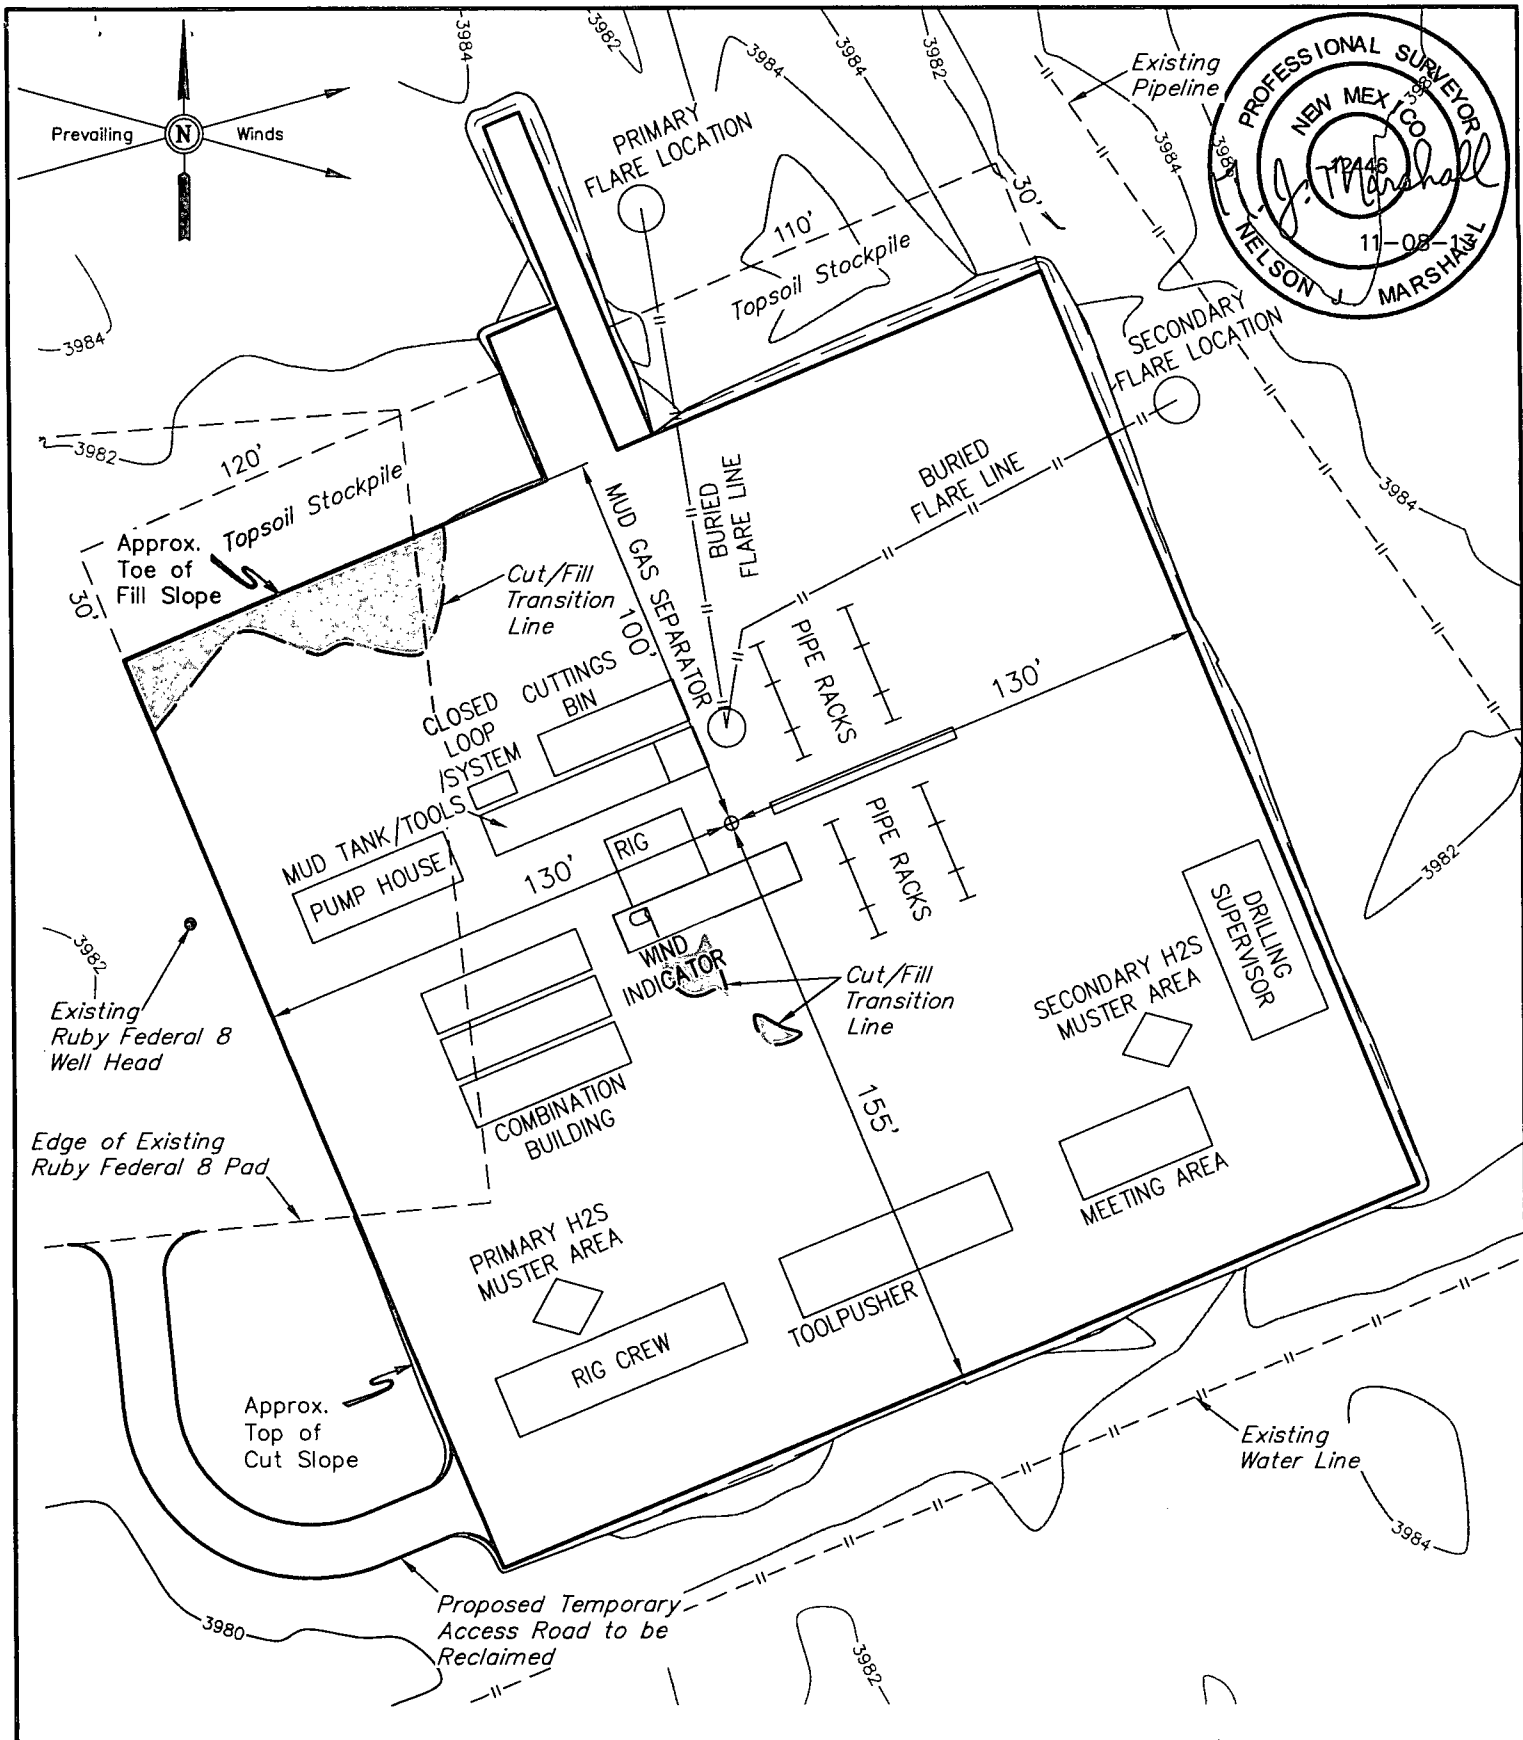 3984
3982
3984
3984
3982
Existing
Pipeline
PROFESSIONAL SURVEYOR
NEW MEXICO
12446
J. Marshall
11-08-13
NELSON J. MARSHALL
Prevailing
N
Winds
PRIMARY
FLARE LOCATION
3984
30'
110'
Topsoil Stockpile
SECONDARY
FLARE LOCATION
3984
3982
120'
Topsoil Stockpile
BURIED
FLARE LINE
BURIED
FLARE LINE
3984
Approx.
Toe of
Fill Slope
30'
Cut/Fill
Transition
Line
MUD GAS SEPARATOR
100'
PIPE RACKS
130'
CUTTINGS
BIN
CLOSED
LOOP
SYSTEM
MUD TANK/TOOLS
PUMP HOUSE
RIG
130'
PIPE RACKS
3982
DRILLING
SUPERVISOR
3982
WIND
INDICATOR
Cut/Fill
Transition
Line
SECONDARY H2S
MUSTER AREA
Existing
Ruby Federal 8
Well Head
COMBINATION
BUILDING
155'
Edge of Existing
Ruby Federal 8 Pad
MEETING AREA
PRIMARY H2S
MUSTER AREA
TOOLPUSHER
RIG CREW
Approx.
Top of
Cut Slope
Existing
Water Line
3984
Proposed Temporary
Access Road to be
Reclaimed
3980
3982